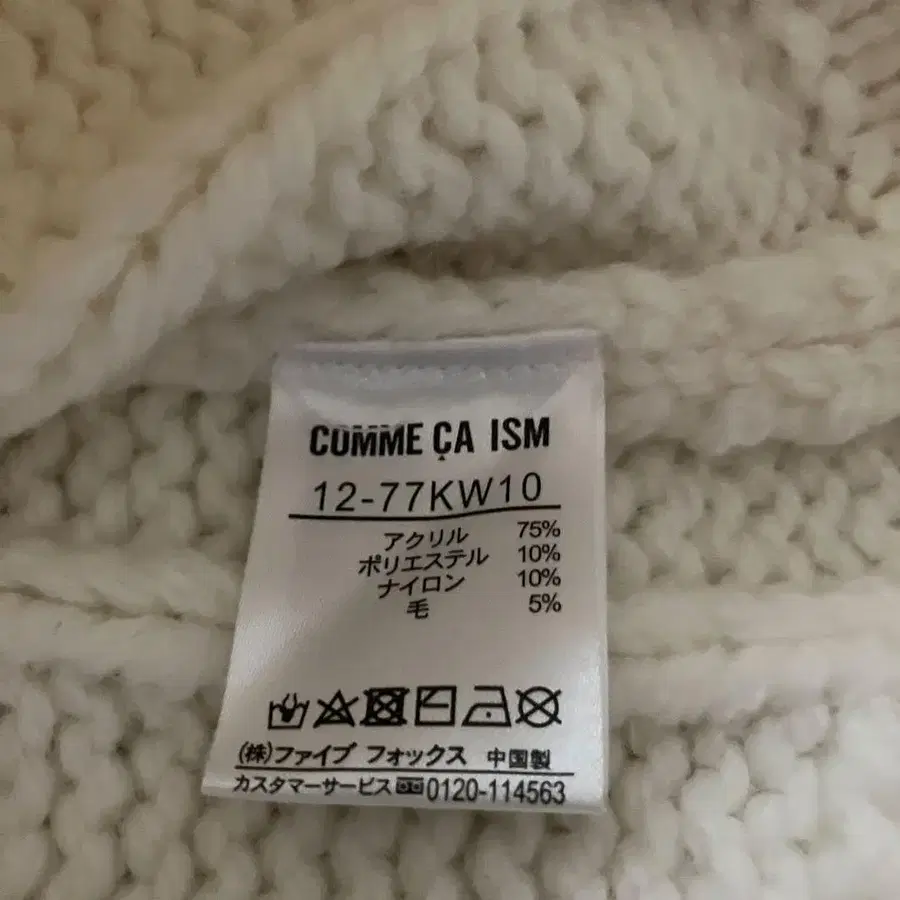 COMME ÇA ISM
12-77KW10
アクリル 75%
ポリエステル 10%
ナイロン 10%
毛 5%
(株)ファイブ フォックス 中国製
カスタマーサービス 0120-114563